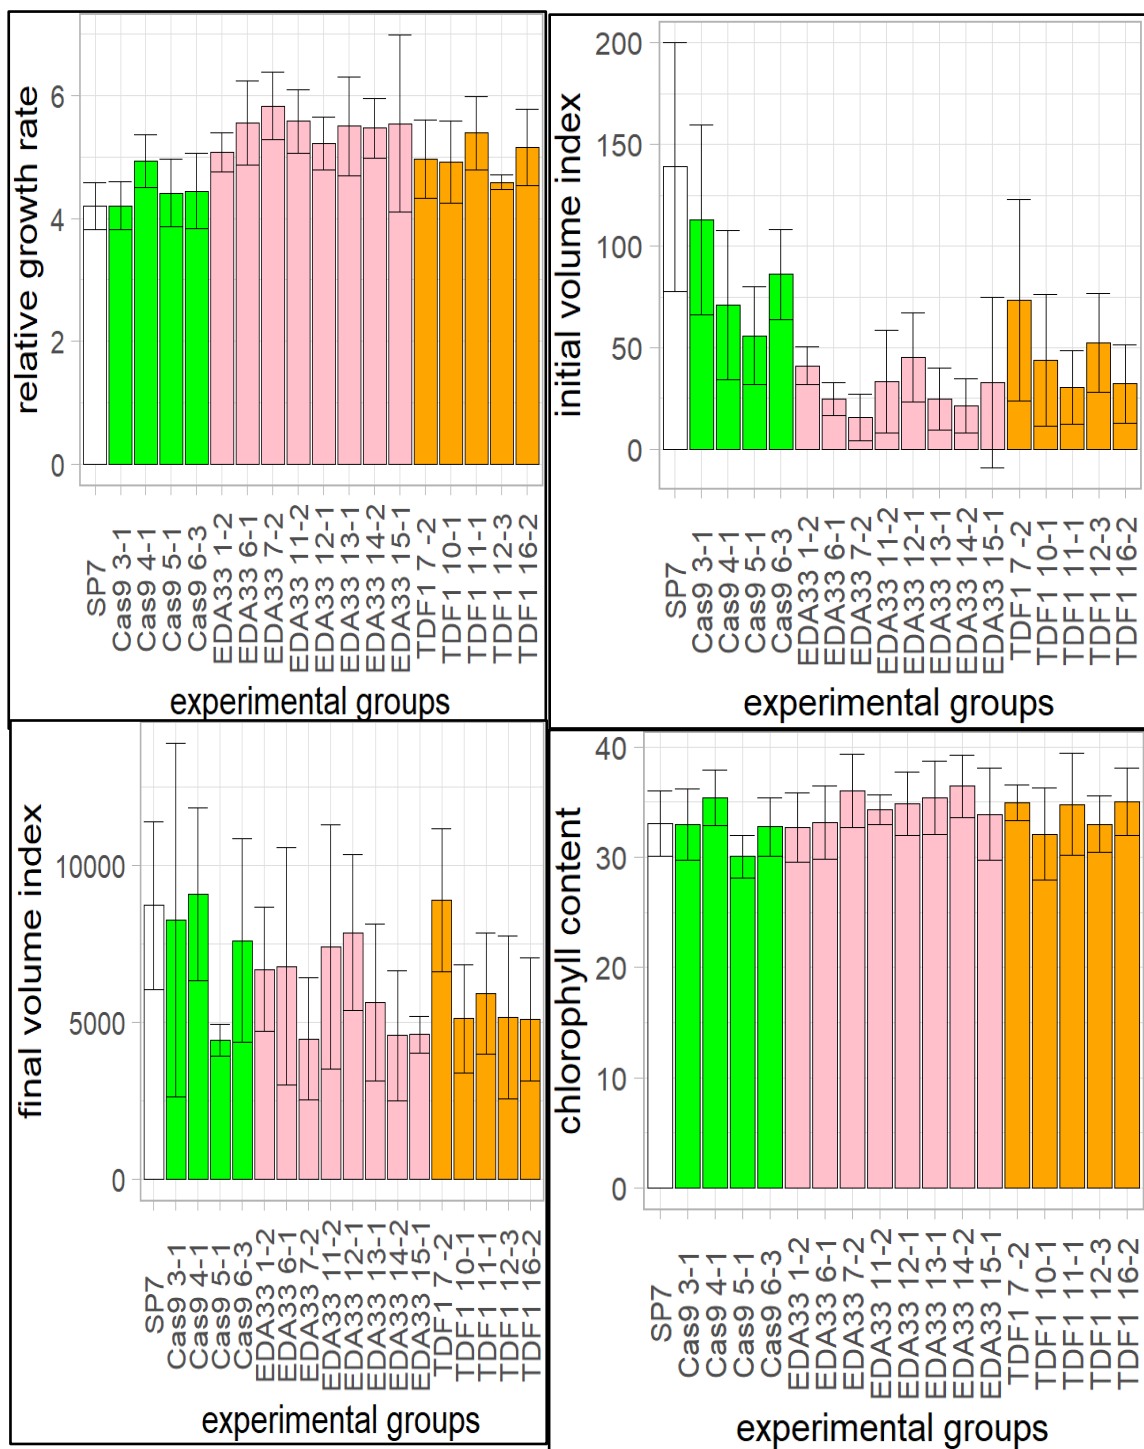 relative growth rate
6
4
2
0
SP7
Cas9 3-1
Cas9 4-1
Cas9 5-1
Cas9 6-3
EDA33 1-2
EDA33 6-1
EDA33 7-2
EDA33 11-2
EDA33 12-1
EDA33 13-1
EDA33 14-2
EDA33 15-1
TDF1 7 -2
TDF1 10-1
TDF1 11-1
TDF1 12-3
TDF1 16-2
experimental groups
initial volume index
200
150
100
50
0
SP7
Cas9 3-1
Cas9 4-1
Cas9 5-1
Cas9 6-3
EDA33 1-2
EDA33 6-1
EDA33 7-2
EDA33 11-2
EDA33 12-1
EDA33 13-1
EDA33 14-2
EDA33 15-1
TDF1 7 -2
TDF1 10-1
TDF1 11-1
TDF1 12-3
TDF1 16-2
experimental groups
final volume index
10000
5000
0
SP7
Cas9 3-1
Cas9 4-1
Cas9 5-1
Cas9 6-3
EDA33 1-2
EDA33 6-1
EDA33 7-2
EDA33 11-2
EDA33 12-1
EDA33 13-1
EDA33 14-2
EDA33 15-1
TDF1 7 -2
TDF1 10-1
TDF1 11-1
TDF1 12-3
TDF1 16-2
experimental groups
chlorophyll content
40
30
20
10
0
SP7
Cas9 3-1
Cas9 4-1
Cas9 5-1
Cas9 6-3
EDA33 1-2
EDA33 6-1
EDA33 7-2
EDA33 11-2
EDA33 12-1
EDA33 13-1
EDA33 14-2
EDA33 15-1
TDF1 7 -2
TDF1 10-1
TDF1 11-1
TDF1 12-3
TDF1 16-2
experimental groups